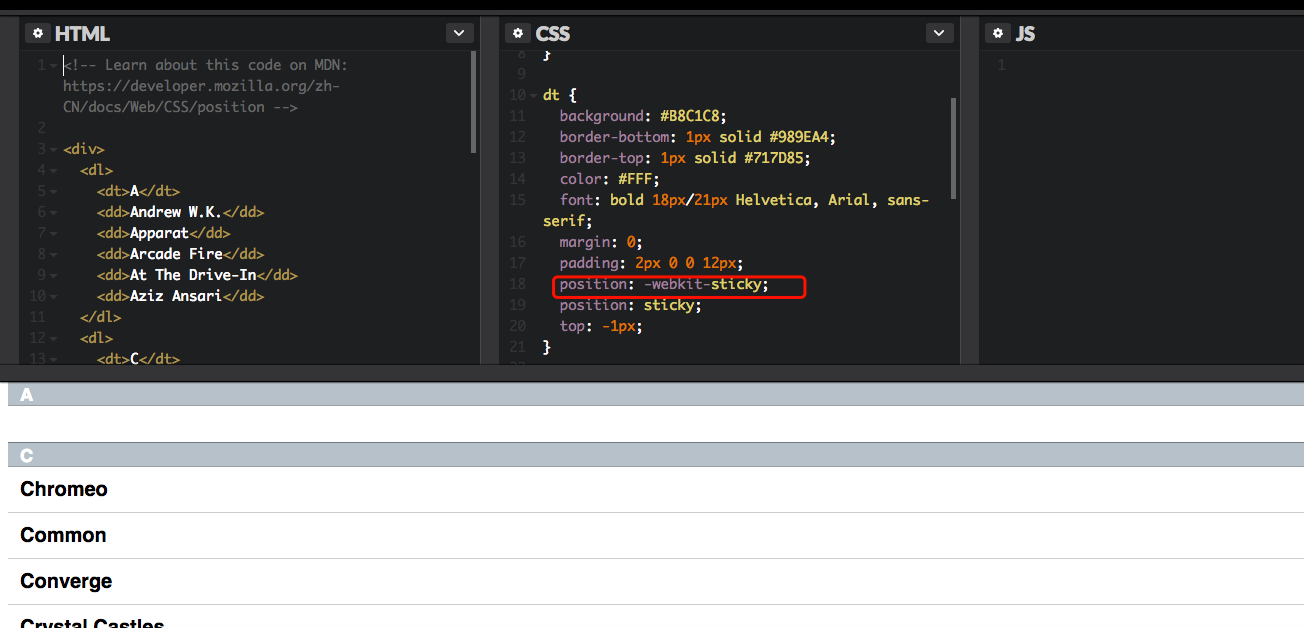 HTML
1 <!-- Learn about this code on MDN:
https://developer.mozilla.org/zh-
CN/docs/Web/CSS/position -->
2
3 <div>
4 <dl>
5 <dt>A</dt>
6 <dd>Andrew W.K.</dd>
7 <dd>Apparat</dd>
8 <dd>Arcade Fire</dd>
9 <dd>At The Drive-In</dd>
10 <dd>Aziz Ansari</dd>
11 </dl>
12 <dl>
13 <dt>C</dt>
CSS
8 }
9
10 dt {
11 background: #B8C1C8;
12 border-bottom: 1px solid #989EA4;
13 border-top: 1px solid #717D85;
14 color: #FFF;
15 font: bold 18px/21px Helvetica, Arial, sans-
serif;
16 margin: 0;
17 padding: 2px 0 0 12px;
18 position: -webkit-sticky;
19 position: sticky;
20 top: -1px;
21 }
JS
1
A
C
Chromeo
Common
Converge
Crystal Castles